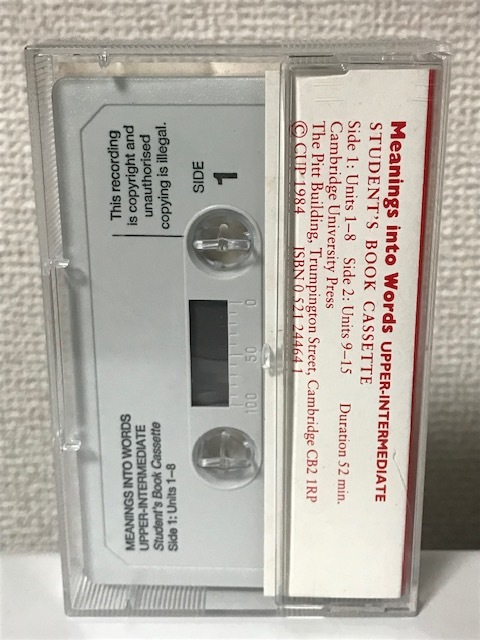 Meanings into Words UPPER-INTERMEDIATE
STUDENT'S BOOK CASSETTE
Side 1: Units 1–8 Side 2: Units 9–15 Duration 52 min.
Cambridge University Press
The Pitt Building, Trumpington Street, Cambridge CB2 1RP
© CUP 1984 ISBN 0 521 24464 1
This recording
is copyright and
unauthorised
copying is illegal.
SIDE
1
0 50 100
MEANINGS INTO WORDS
UPPER-INTERMEDIATE
Student's Book Cassette
Side 1: Units 1–8